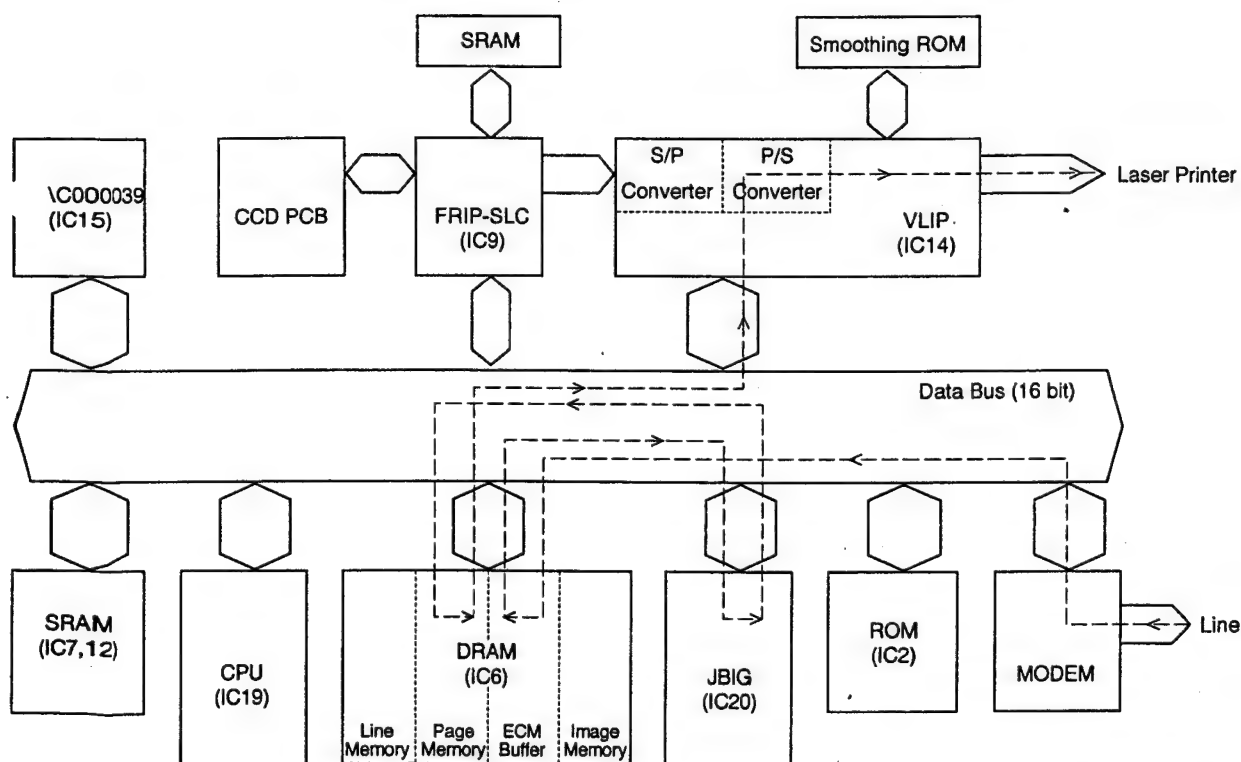 SRAM
Smoothing ROM
\C0D0039
(IC15)
CCD PCB
FRIP-SLC
(IC9)
S/P
Converter
P/S
Converter
VLIP
(IC14)
Laser Printer
Data Bus (16 bit)
SRAM
(IC7,12)
CPU
(IC19)
DRAM
(IC6)
Line
Memory
Page
Memory
ECM
Buffer
Image
Memory
JBIG
(IC20)
ROM
(IC2)
MODEM
Line